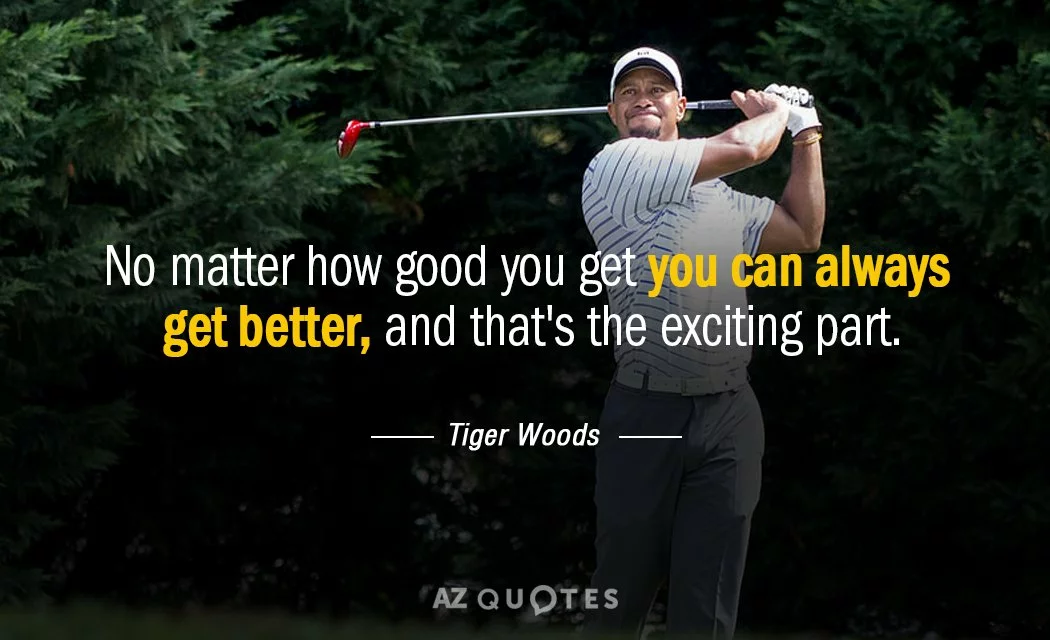 No matter how good you get you can always
get better, and that's the exciting part.
Tiger Woods
AZ QUOTES